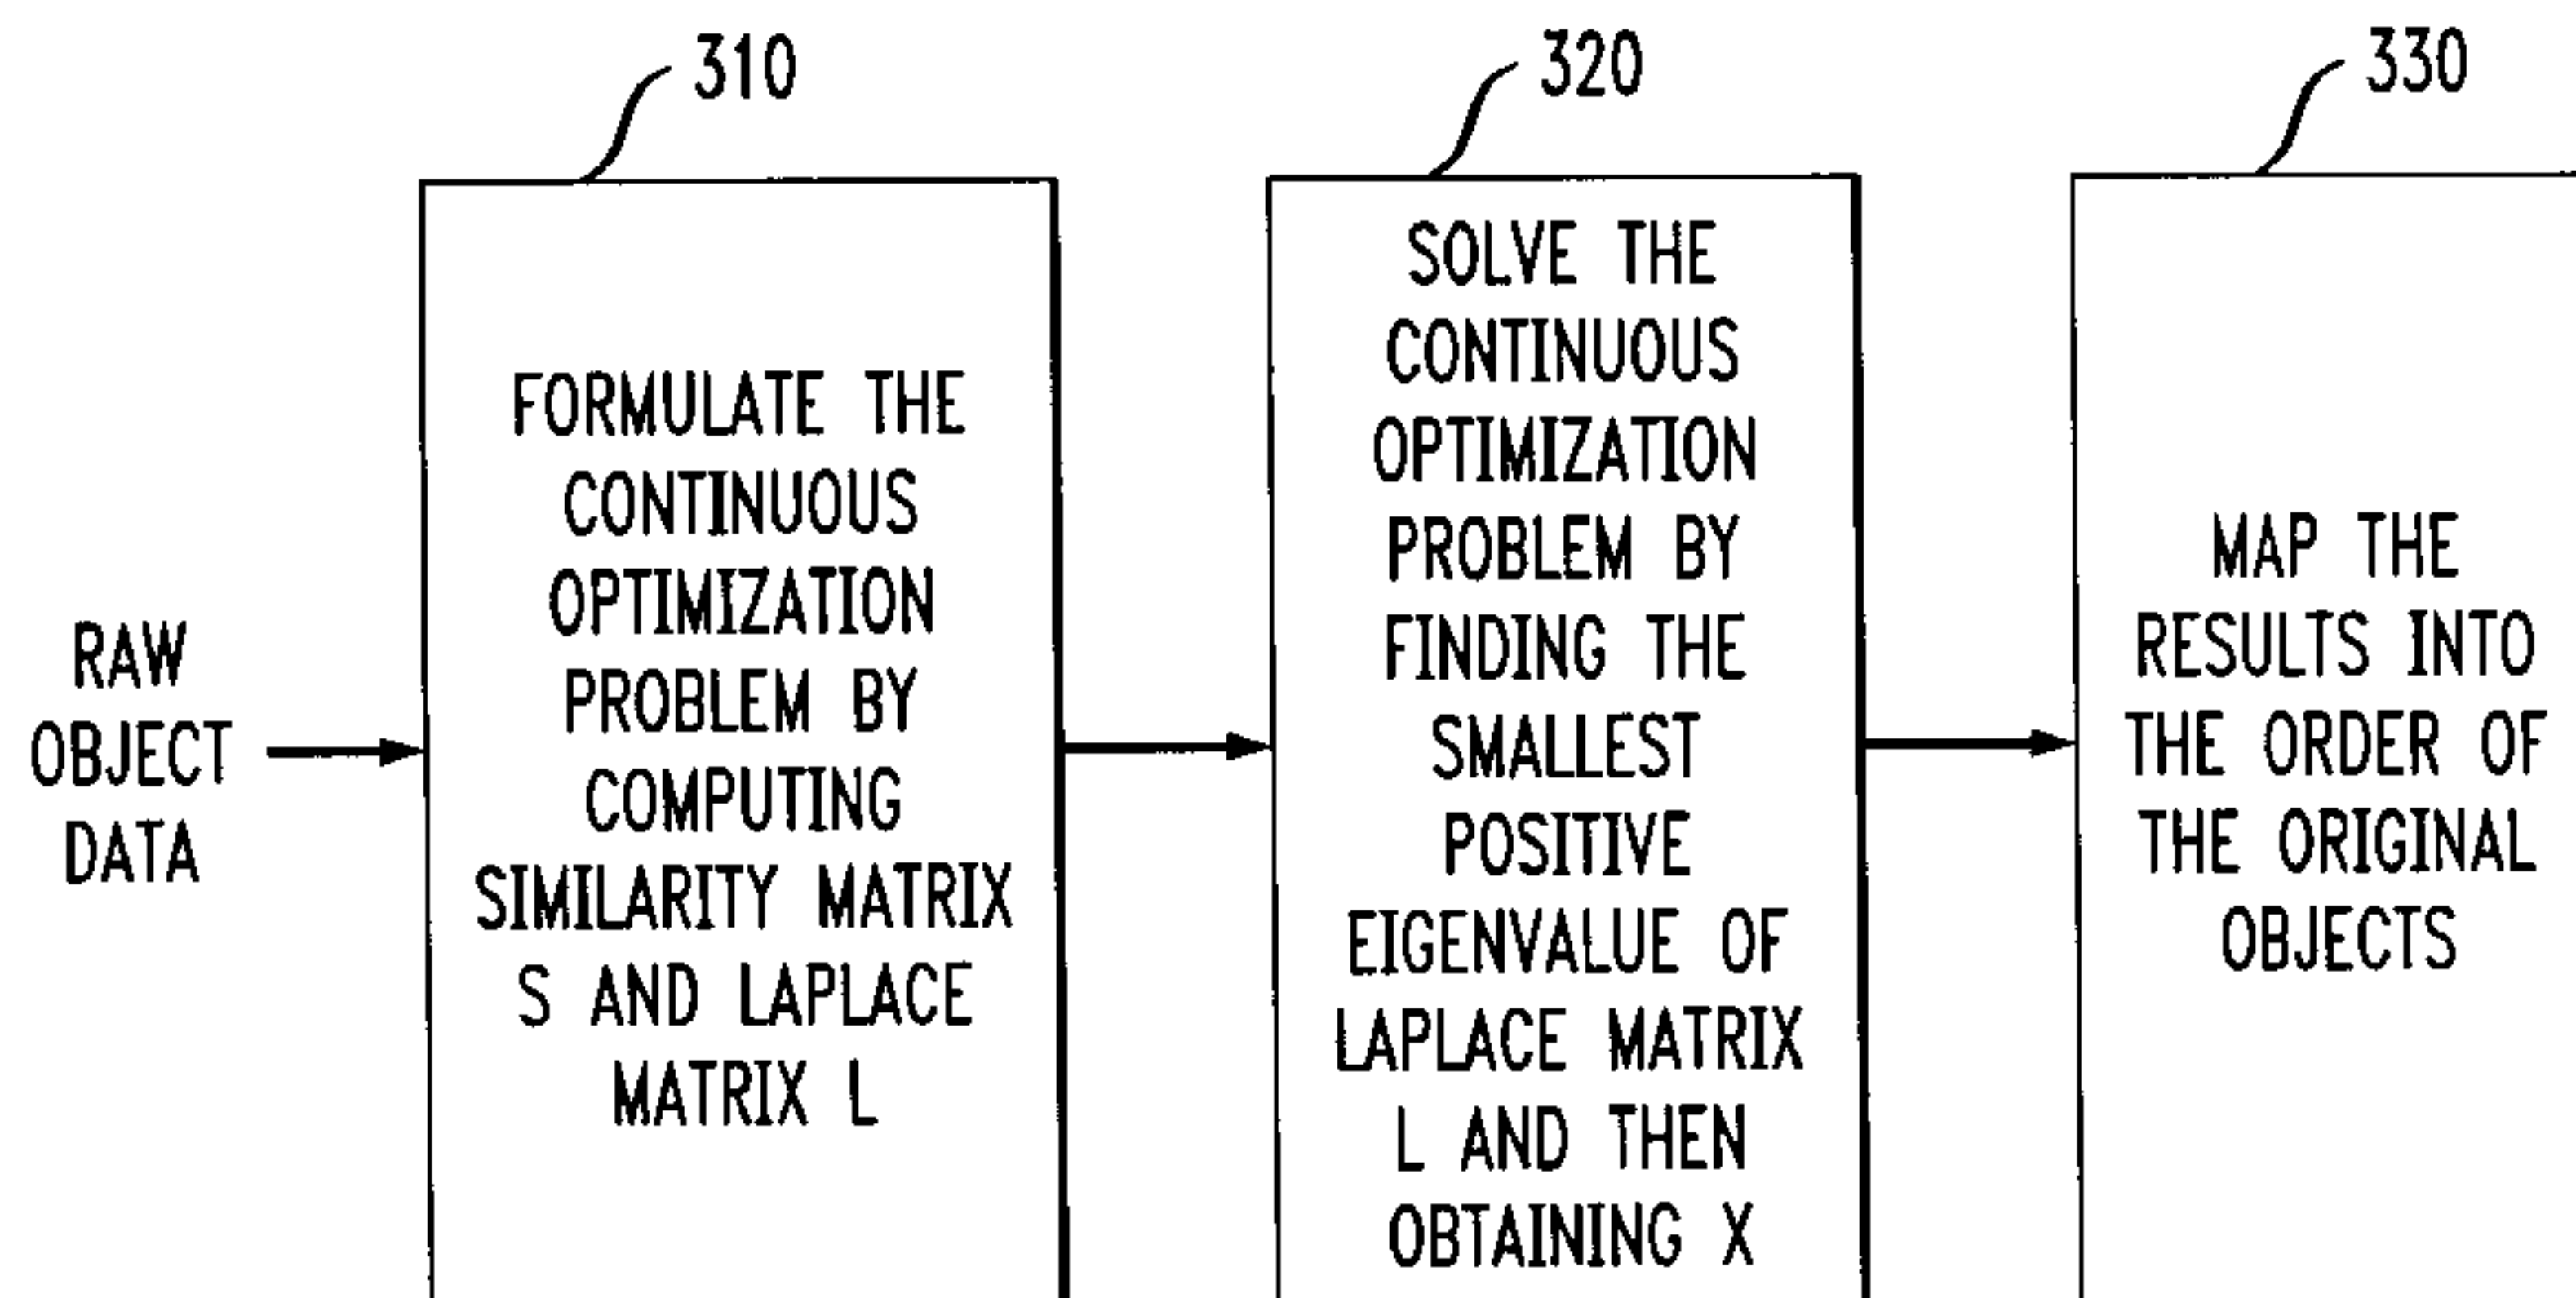 310
320
330
RAW
OBJECT
DATA
FORMULATE THE
CONTINUOUS
OPTIMIZATION
PROBLEM BY
COMPUTING
SIMILARITY MATRIX
S AND LAPLACE
MATRIX L
SOLVE THE
CONTINUOUS
OPTIMIZATION
PROBLEM BY
FINDING THE
SMALLEST
POSITIVE
EIGENVALUE OF
LAPLACE MATRIX
L AND THEN
OBTAINING X
MAP THE
RESULTS INTO
THE ORDER OF
THE ORIGINAL
OBJECTS